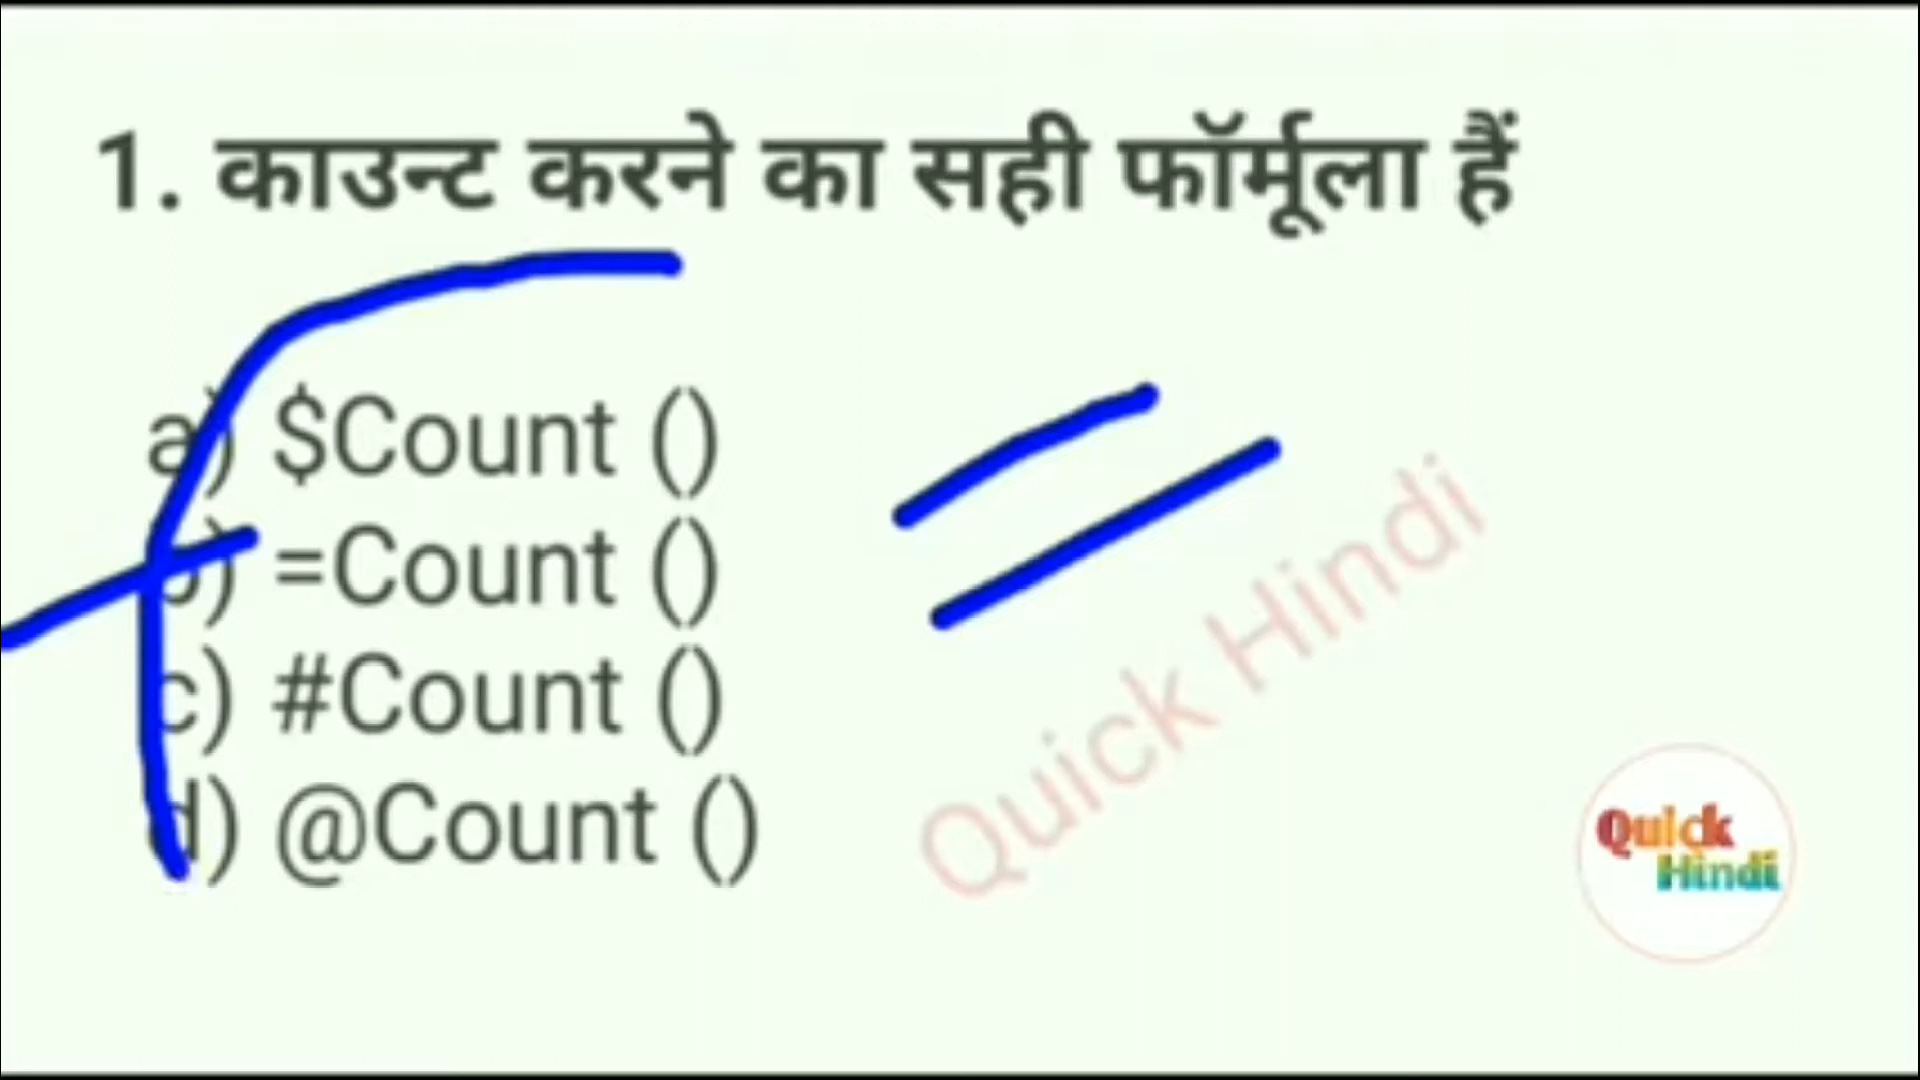 1. काउन्ट करने का सही फॉर्मूला हैं
a) $Count ()
b) =Count ()
c) #Count ()
d) @Count ()
Quick Hindi
Quick
Hindi